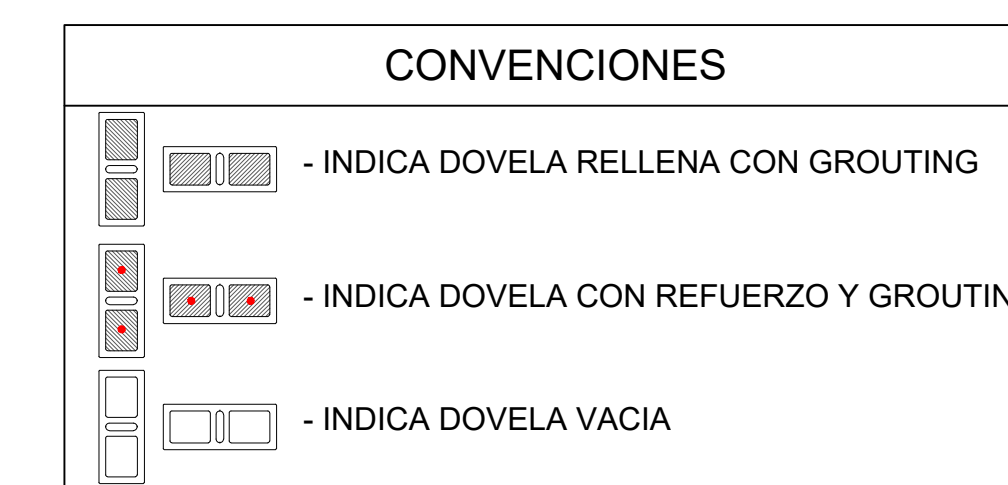 CONVENCIONES
- INDICA DOVELA RELLENA CON GROUTING
- INDICA DOVELA CON REFUERZO Y GROUTIN
- INDICA DOVELA VACIA